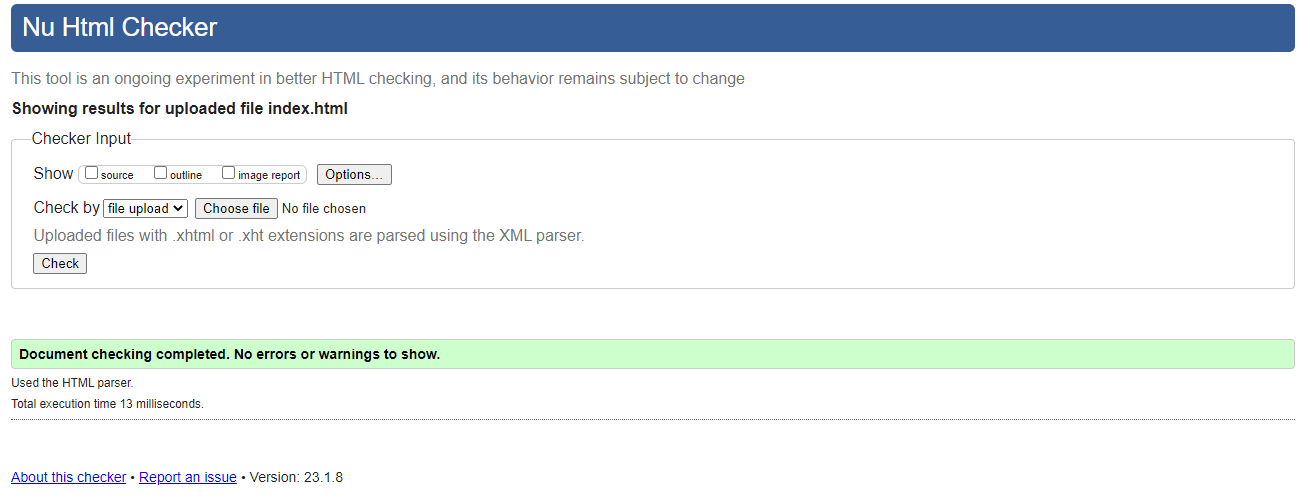 Nu Html Checker
This tool is an ongoing experiment in better HTML checking, and its behavior remains subject to change
Showing results for uploaded file index.html
Checker Input
Show source outline image report Options...
Check by file upload Choose file No file chosen
Uploaded files with .xhtml or .xht extensions are parsed using the XML parser.
Check
Document checking completed. No errors or warnings to show.
Used the HTML parser.
Total execution time 13 milliseconds.
About this checker • Report an issue • Version: 23.1.8